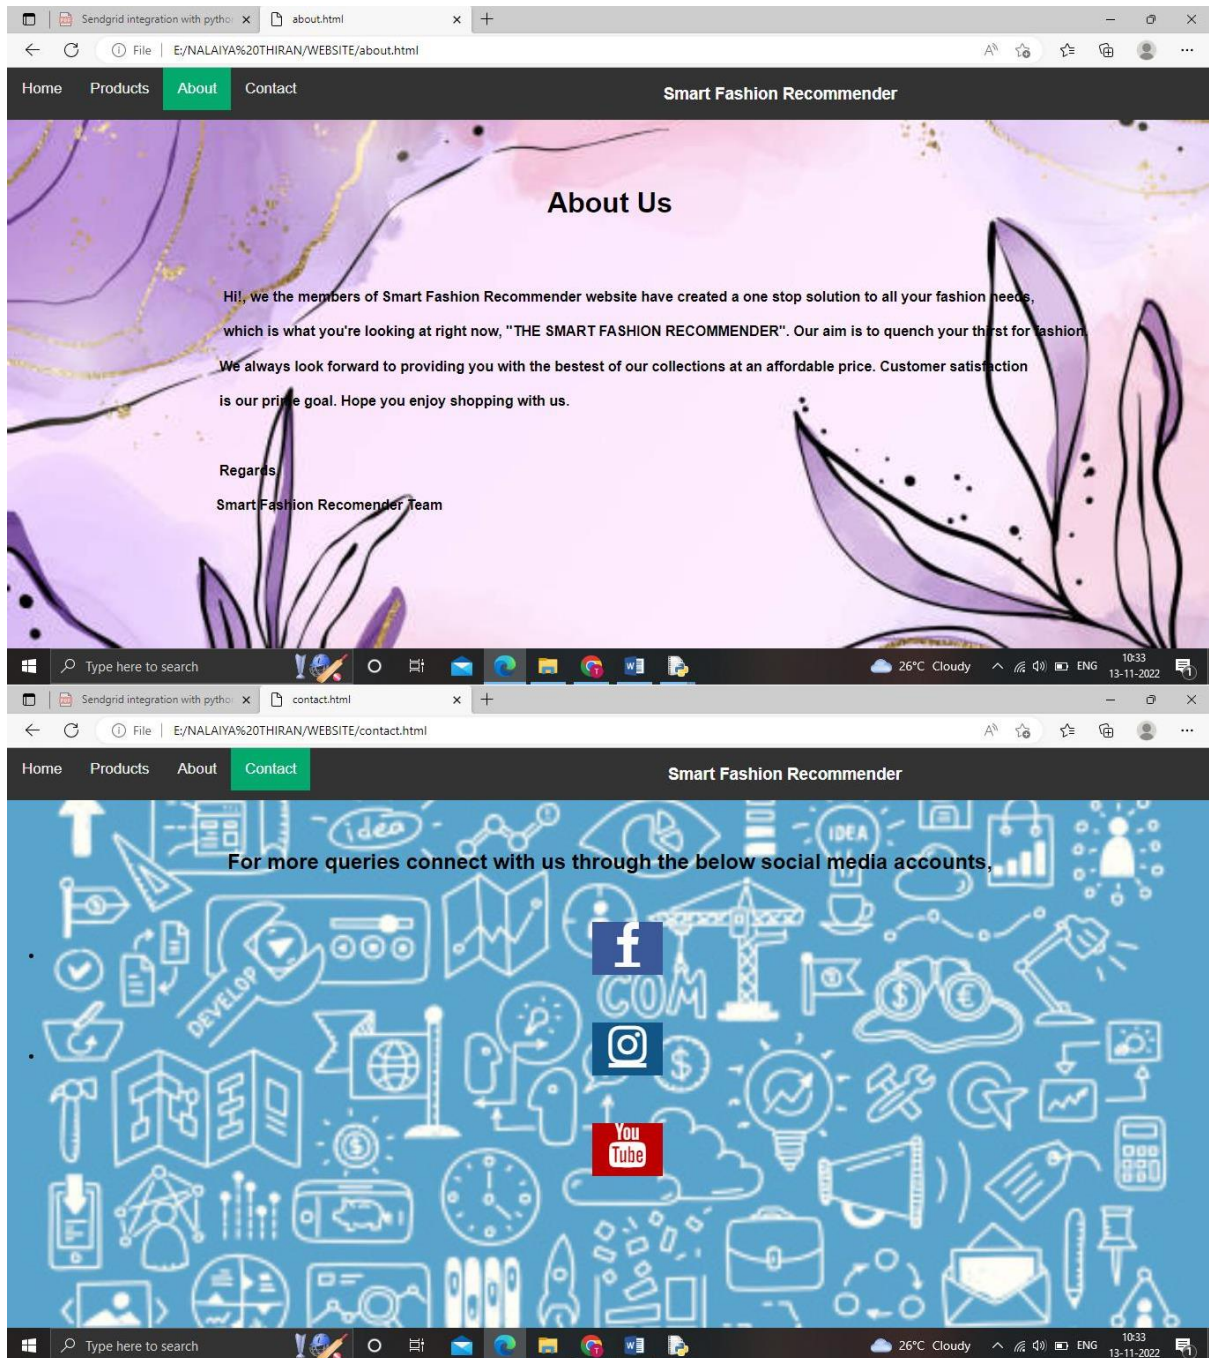 Sendgrid integration with pytho
about.html
File
E:/NALAIYA%20THIRAN/WEBSITE/about.html
Home Products About Contact
Smart Fashion Recommender
About Us
Hi!, we the members of Smart Fashion Recommender website have created a one stop solution to all your fashion needs,
which is what you're looking at right now, "THE SMART FASHION RECOMMENDER". Our aim is to quench your thirst for fashion
We always look forward to providing you with the bestest of our collections at an affordable price. Customer satisfaction
is our prime goal. Hope you enjoy shopping with us.
Regards,
Smart Fashion Recomender Team
Type here to search
26°C Cloudy
ENG
10:33
13-11-2022
1
Sendgrid integration with pytho
contact.html
File
E:/NALAIYA%20THIRAN/WEBSITE/contact.html
Home Products About Contact
Smart Fashion Recommender
idea
IDEA
For more queries connect with us through the below social media accounts,
f
DEVELOP
COM
You
Tube
Type here to search
26°C Cloudy
ENG
10:33
13-11-2022
1